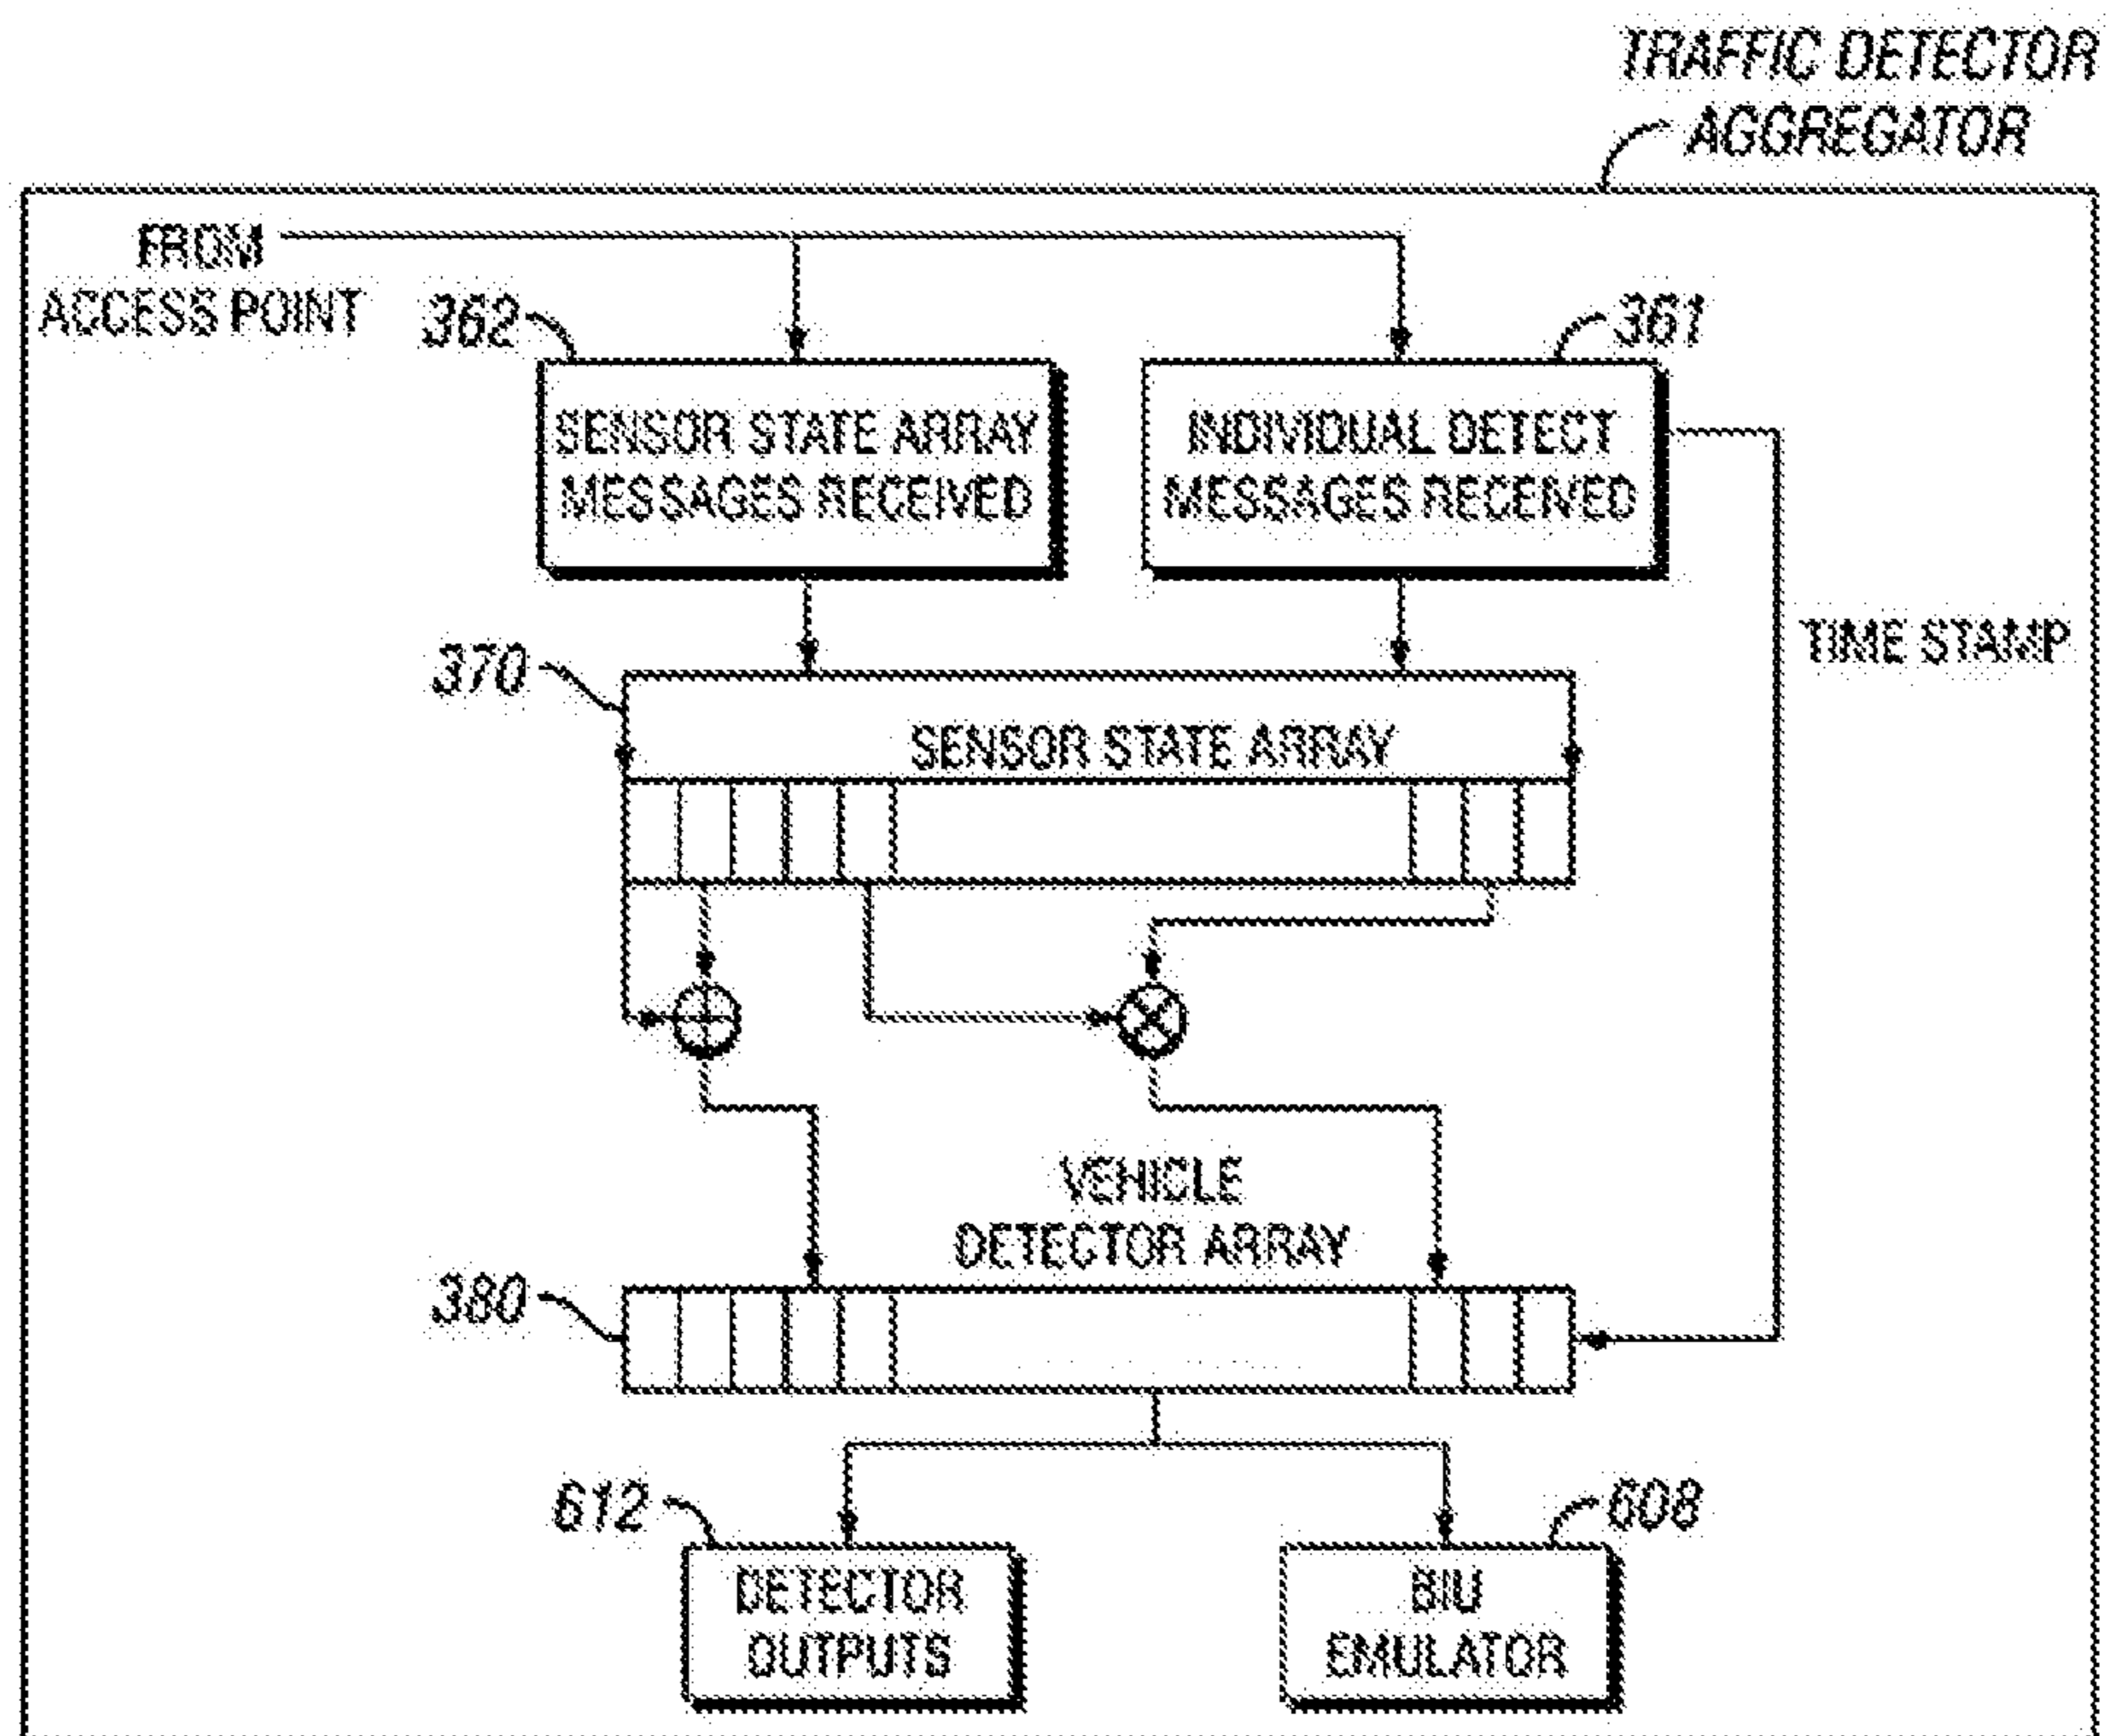 TRAFFIC DETECTOR
AGGREGATOR
FROM
ACCESS POINT
362
361
SENSOR STATE ARRAY
MESSAGES RECEIVED
INDIVIDUAL DETECT
MESSAGES RECEIVED
370
TIME STAMP
SENSOR STATE ARRAY
VEHICLE
DETECTOR ARRAY
380
612
608
DETECTOR
OUTPUTS
BIU
EMULATOR